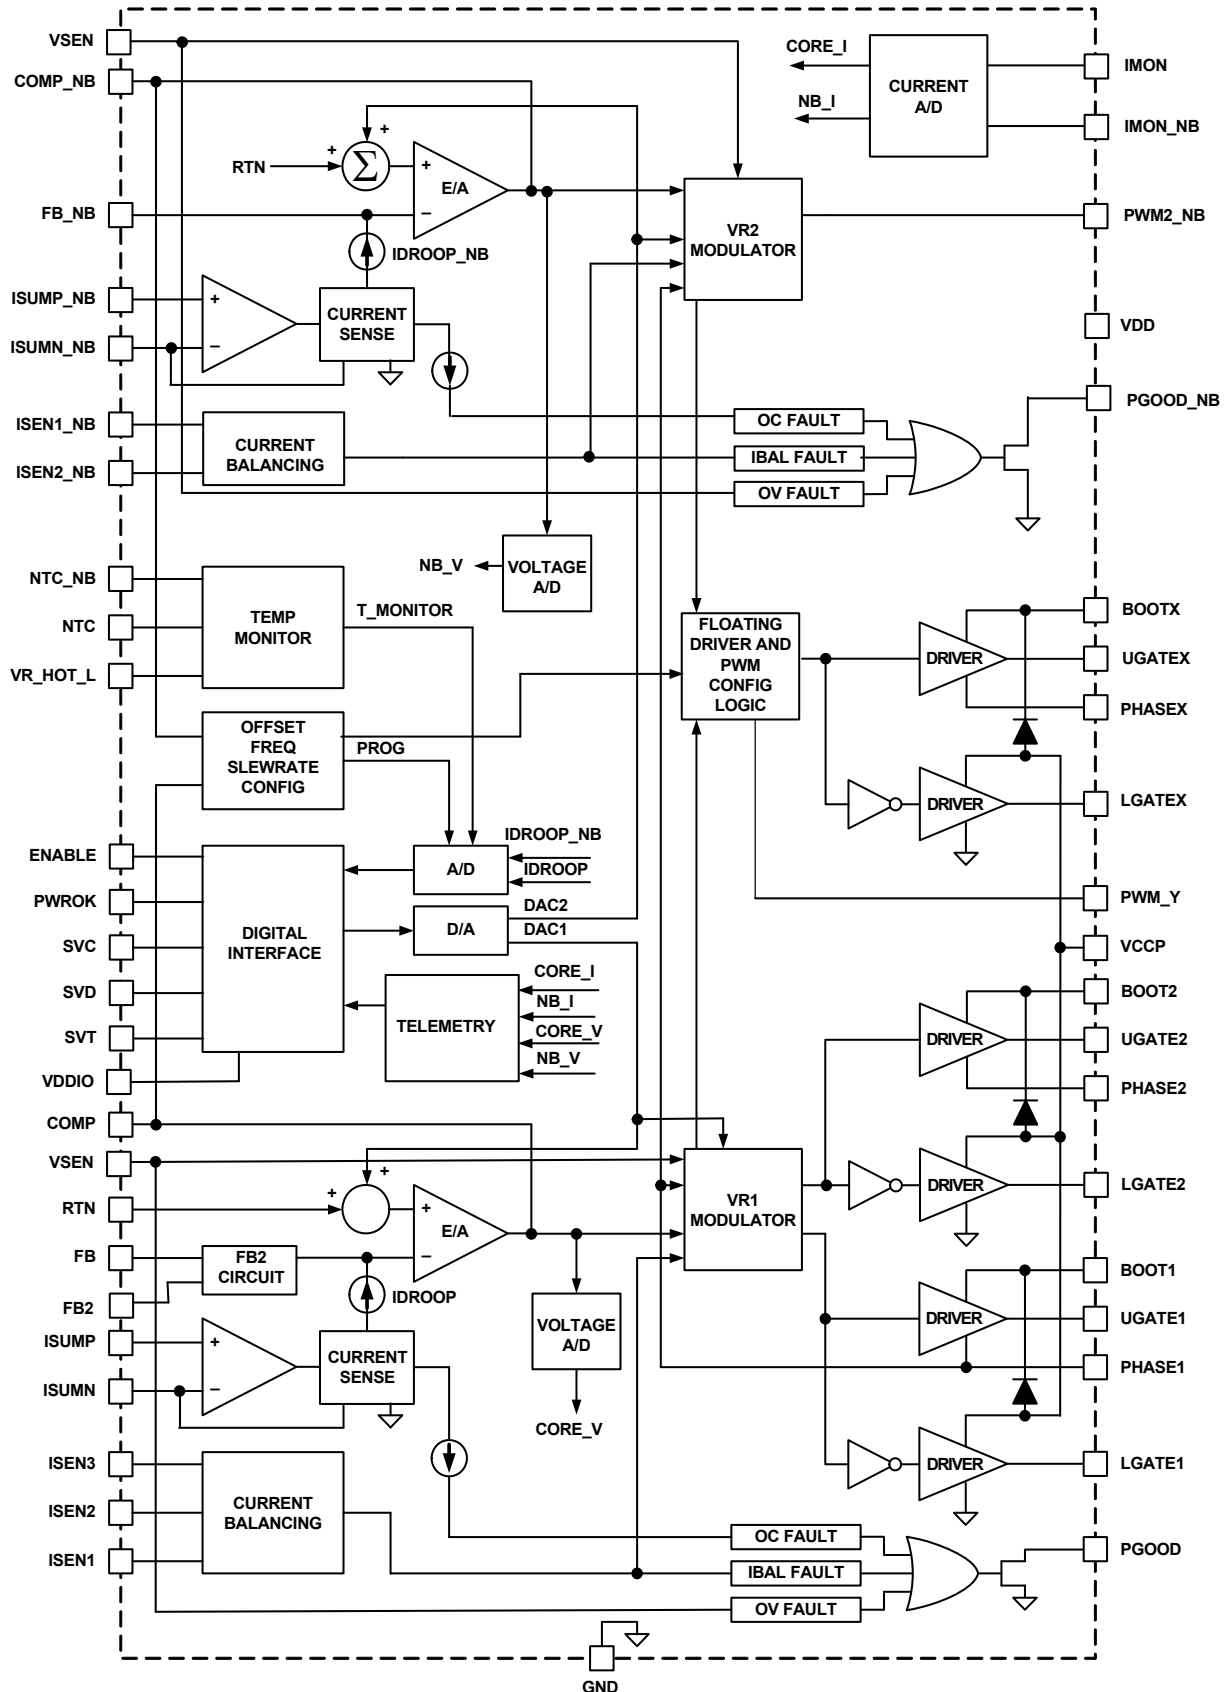 VSEN
COMP_NB
FB_NB
ISUMP_NB
ISUMN_NB
ISEN1_NB
ISEN2_NB
NTC_NB
NTC
VR_HOT_L
ENABLE
PWROK
SVC
SVD
SVT
VDDIO
COMP
VSEN
RTN
FB
FB2
ISUMP
ISUMN
ISEN3
ISEN2
ISEN1
CORE_I
NB_I
CURRENT
A/D
IMON
IMON_NB
RTN
+
+
Σ
+
E/A
−
IDROOP_NB
+
−
CURRENT
SENSE
VR2
MODULATOR
PWM2_NB
VDD
PGOOD_NB
CURRENT
BALANCING
OC FAULT
IBAL FAULT
OV FAULT
NB_V
VOLTAGE
A/D
TEMP
MONITOR
T_MONITOR
FLOATING
DRIVER AND
PWM
CONFIG
LOGIC
DRIVER
BOOTX
UGATEX
PHASEX
OFFSET
FREQ
SLEWRATE
CONFIG
PROG
DRIVER
LGATEX
DIGITAL
INTERFACE
A/D
IDROOP_NB
IDROOP
D/A
DAC2
DAC1
TELEMETRY
CORE_I
NB_I
CORE_V
NB_V
PWM_Y
VCCP
BOOT2
DRIVER
UGATE2
PHASE2
+
+
+
E/A
−
VR1
MODULATOR
DRIVER
LGATE2
FB2
CIRCUIT
IDROOP
+
−
CURRENT
SENSE
VOLTAGE
A/D
CORE_V
BOOT1
DRIVER
UGATE1
PHASE1
DRIVER
LGATE1
CURRENT
BALANCING
OC FAULT
IBAL FAULT
OV FAULT
PGOOD
GND